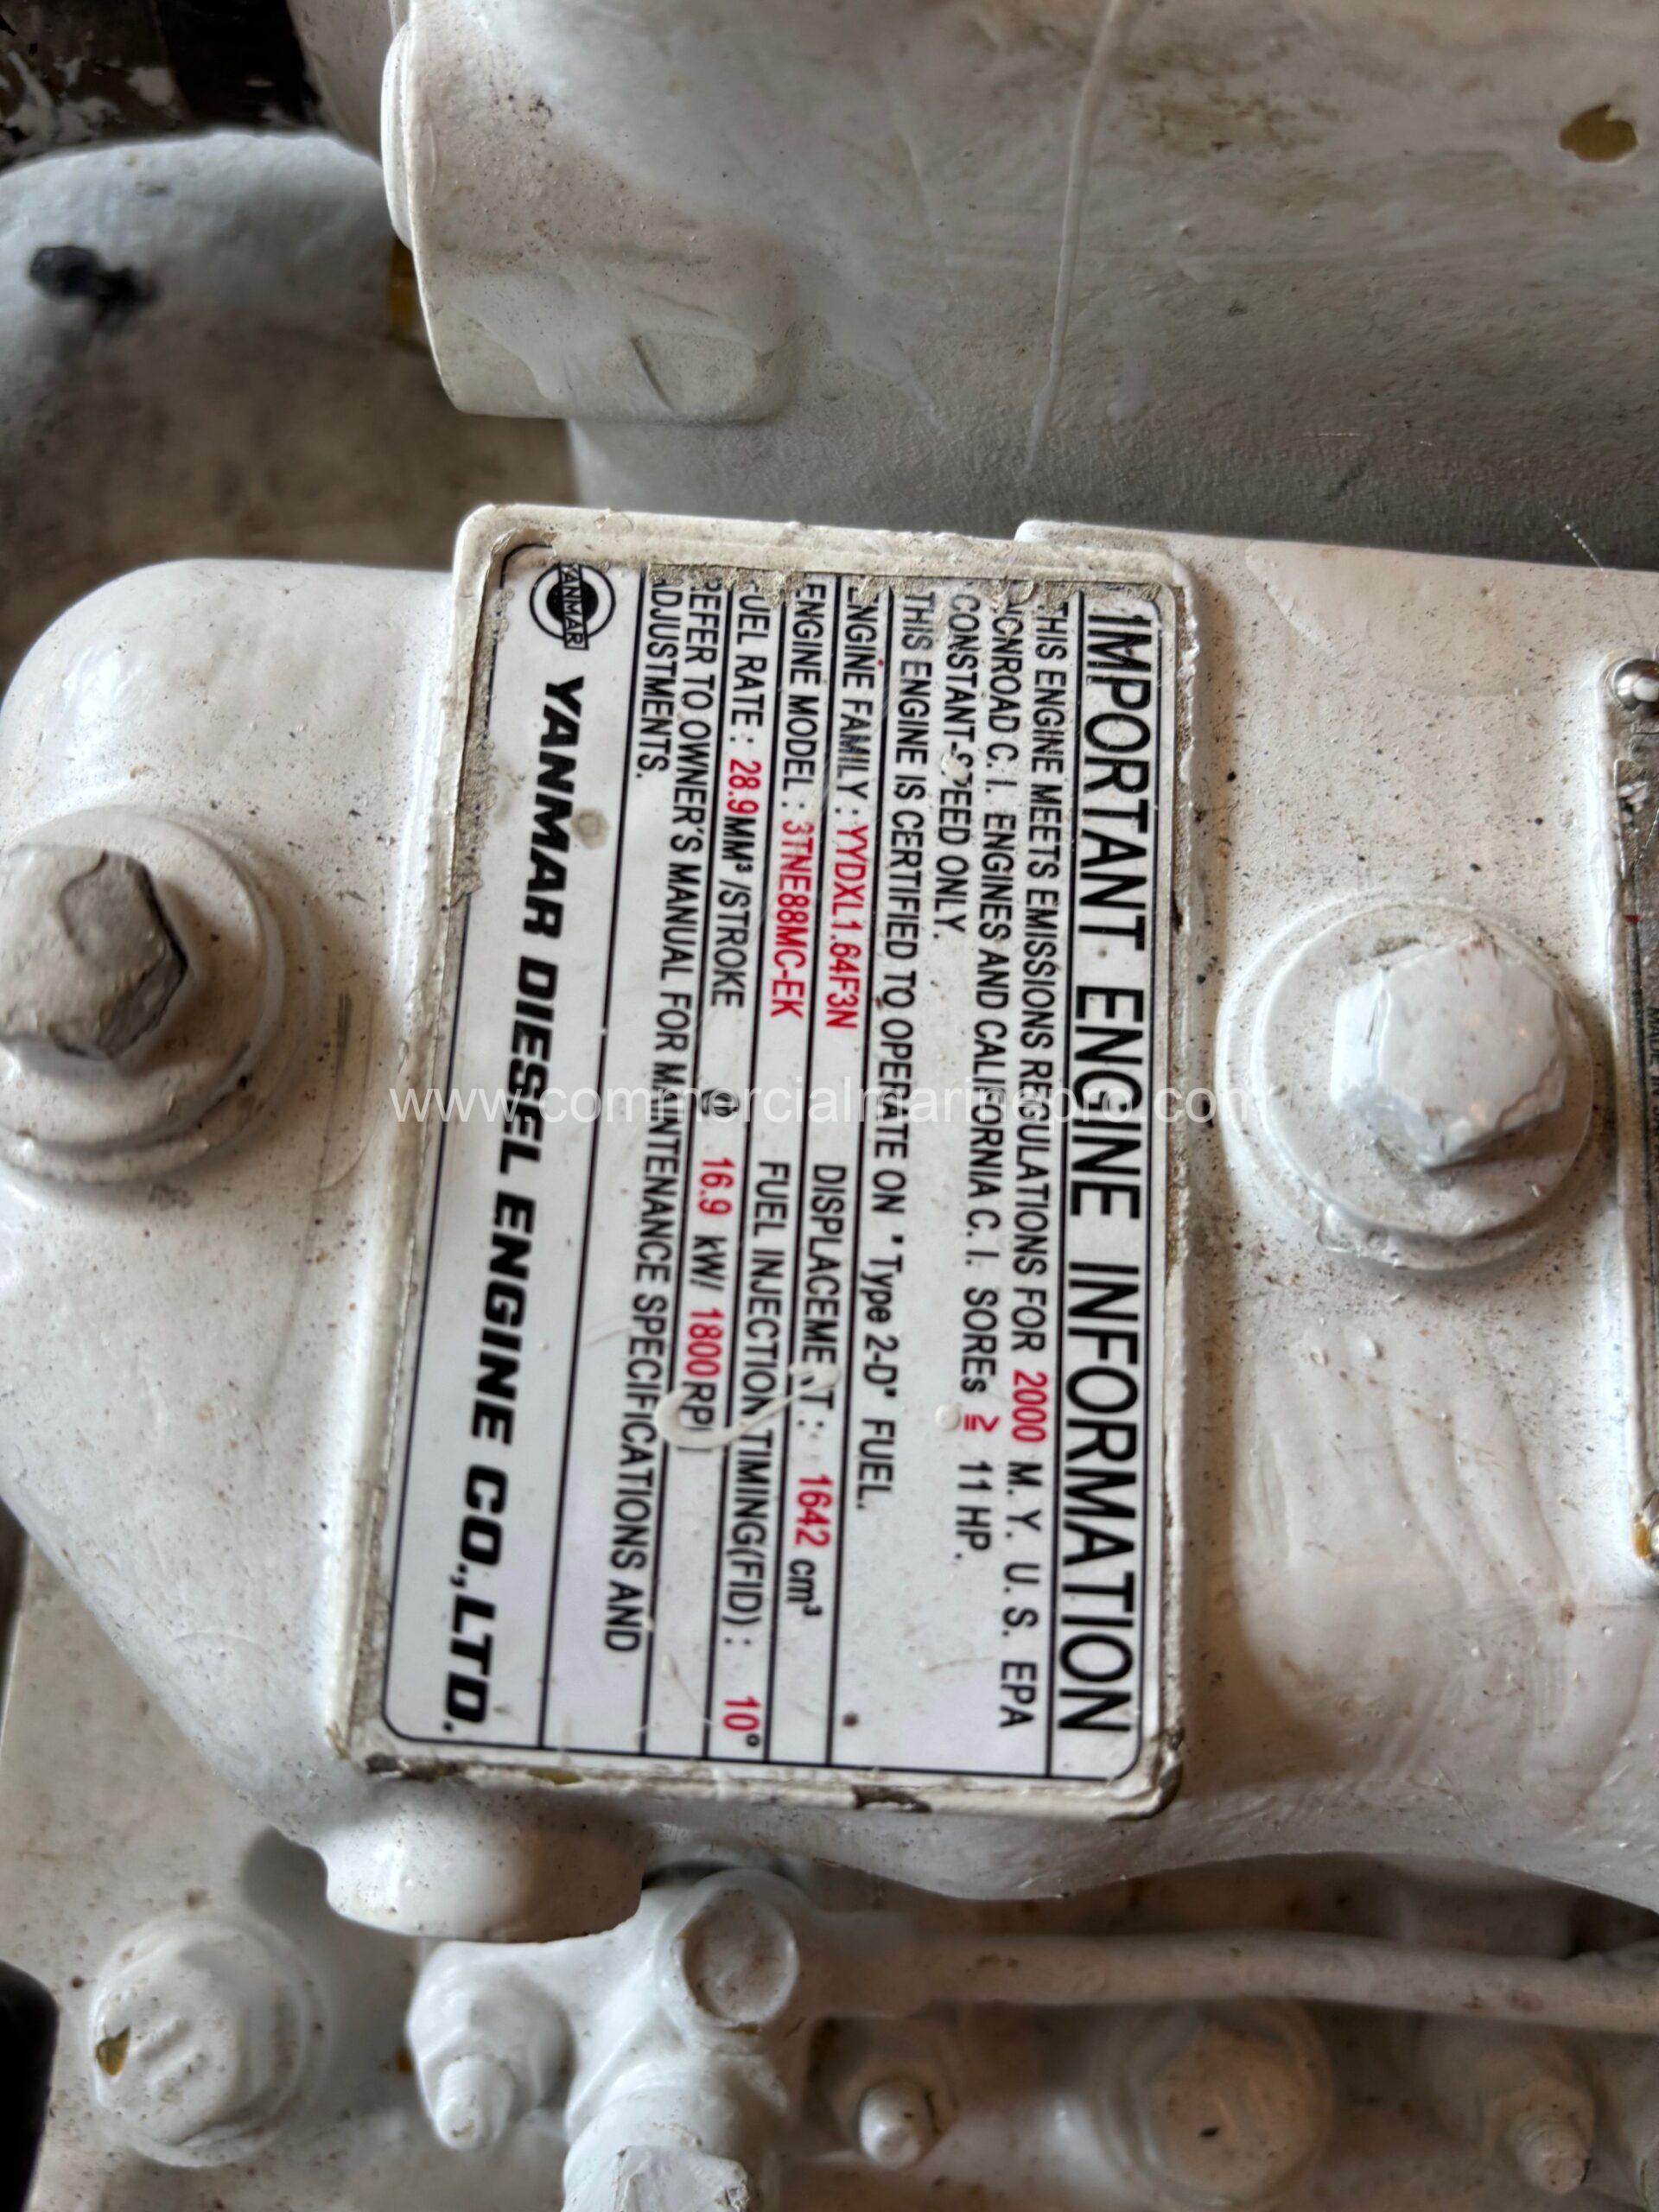 IMPORTANT ENGINE INFORMATION
THIS ENGINE MEETS EMISSIONS REGULATIONS FOR 2000 M. Y. U. S. EPA
NONROAD C. I. ENGINES AND CALIFORNIA C. I. SORES ≧ 11 HP.
CONSTANT-SPEED ONLY.
THIS ENGINE IS CERTIFIED TO OPERATE ON "Type 2-D" FUEL.
ENGINE FAMILY : YYDXL1.64F3N DISPLACEMENT : 1642 cm³
ENGINE MODEL : 3TNE88MC-EK FUEL INJECTION TIMING(FID) : 10°
FUEL RATE : 28.9MM³ /STROKE @ 16.9 kW/ 1800RPM
REFER TO OWNER'S MANUAL FOR MAINTENANCE SPECIFICATIONS AND
ADJUSTMENTS.
YANMAR YANMAR DIESEL ENGINE CO.,LTD.
www.commercialmarinepro.com
MADE IN